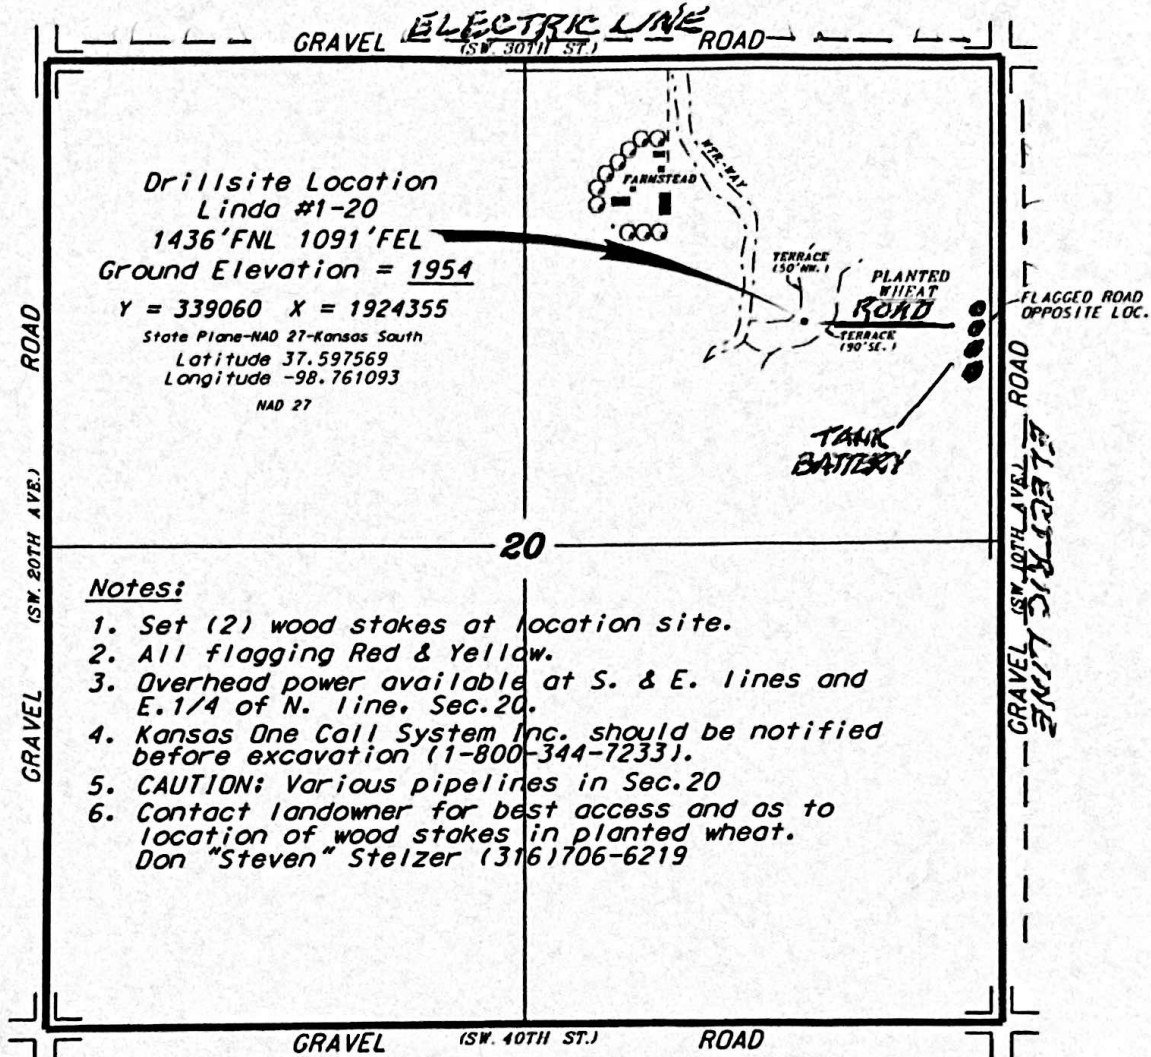 ELECTRIC LINE
GRAVEL (SW. 30TH ST.) ROAD
Drillsite Location
Linda #1-20
1436'FNL 1091'FEL
Ground Elevation = 1954
Y = 339060 X = 1924355
State Plane-NAD 27-Kansas South
Latitude 37.597569
Longitude -98.761093
NAD 27
FARMSTEAD
WTR.-WAY
TERRACE
(50'NW.)
PLANTED
WHEAT
ROAD
TERRACE
(90'SE.)
FLAGGED ROAD
OPPOSITE LOC.
TANK
BATTERY
GRAVEL (SW. 20TH AVE.) ROAD
GRAVEL (SW 10TH AVE.) ROAD
ELECTRIC LINE
20
Notes:
1. Set (2) wood stakes at location site.
2. All flagging Red & Yellow.
3. Overhead power available at S. & E. lines and
E.1/4 of N. line, Sec.20.
4. Kansas One Call System Inc. should be notified
before excavation (1-800-344-7233).
5. CAUTION: Various pipelines in Sec.20
6. Contact landowner for best access and as to
location of wood stakes in planted wheat.
Don "Steven" Stelzer (316)706-6219
GRAVEL (SW. 40TH ST.) ROAD